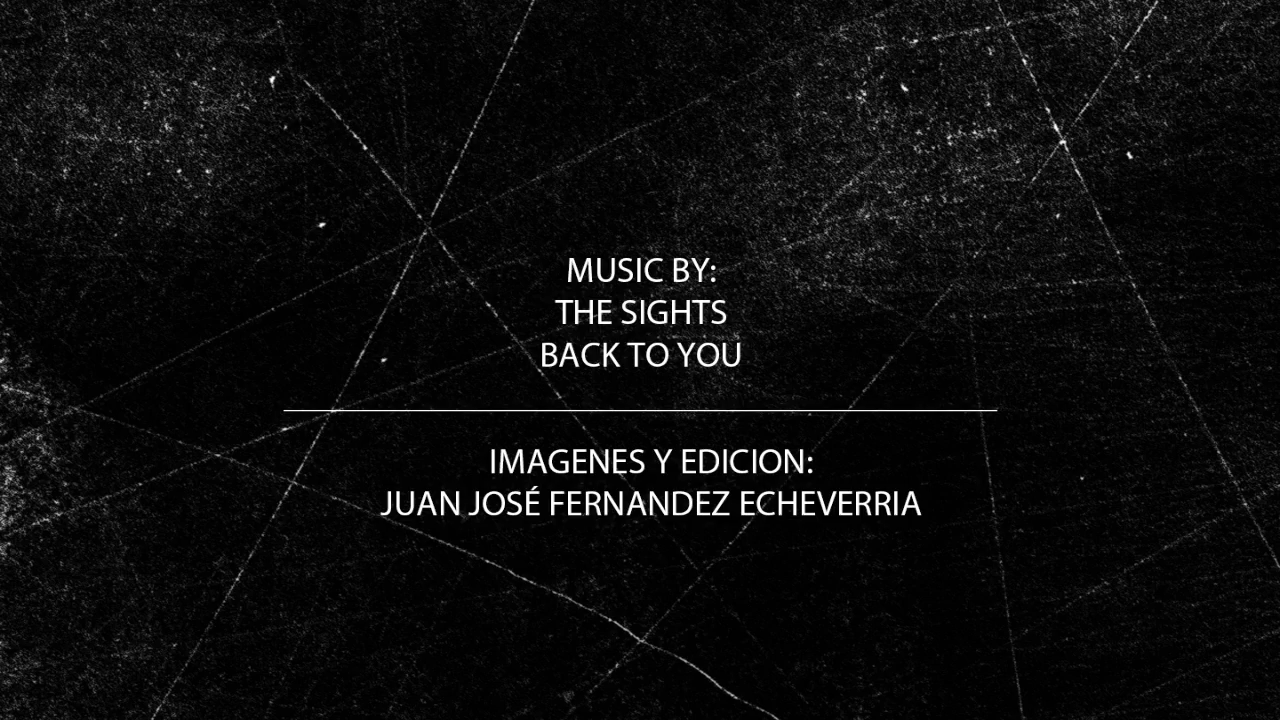 MUSIC BY:
THE SIGHTS
BACK TO YOU
IMAGENES Y EDICION:
JUAN JOSÉ FERNANDEZ ECHEVERRIA